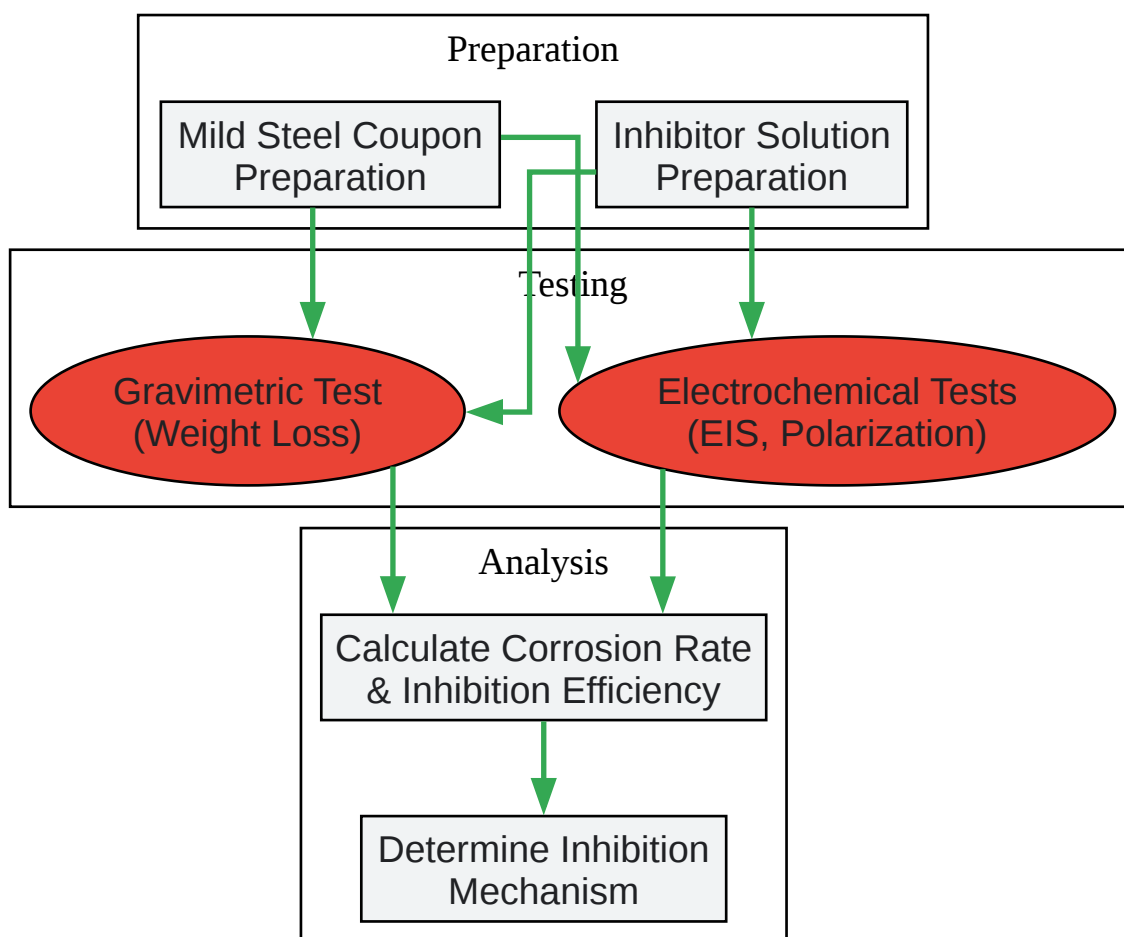 Preparation
Mild Steel Coupon
Preparation
Inhibitor Solution
Preparation
Testing
Gravimetric Test
(Weight Loss)
Electrochemical Tests
(EIS, Polarization)
Analysis
Calculate Corrosion Rate
& Inhibition Efficiency
Determine Inhibition
Mechanism